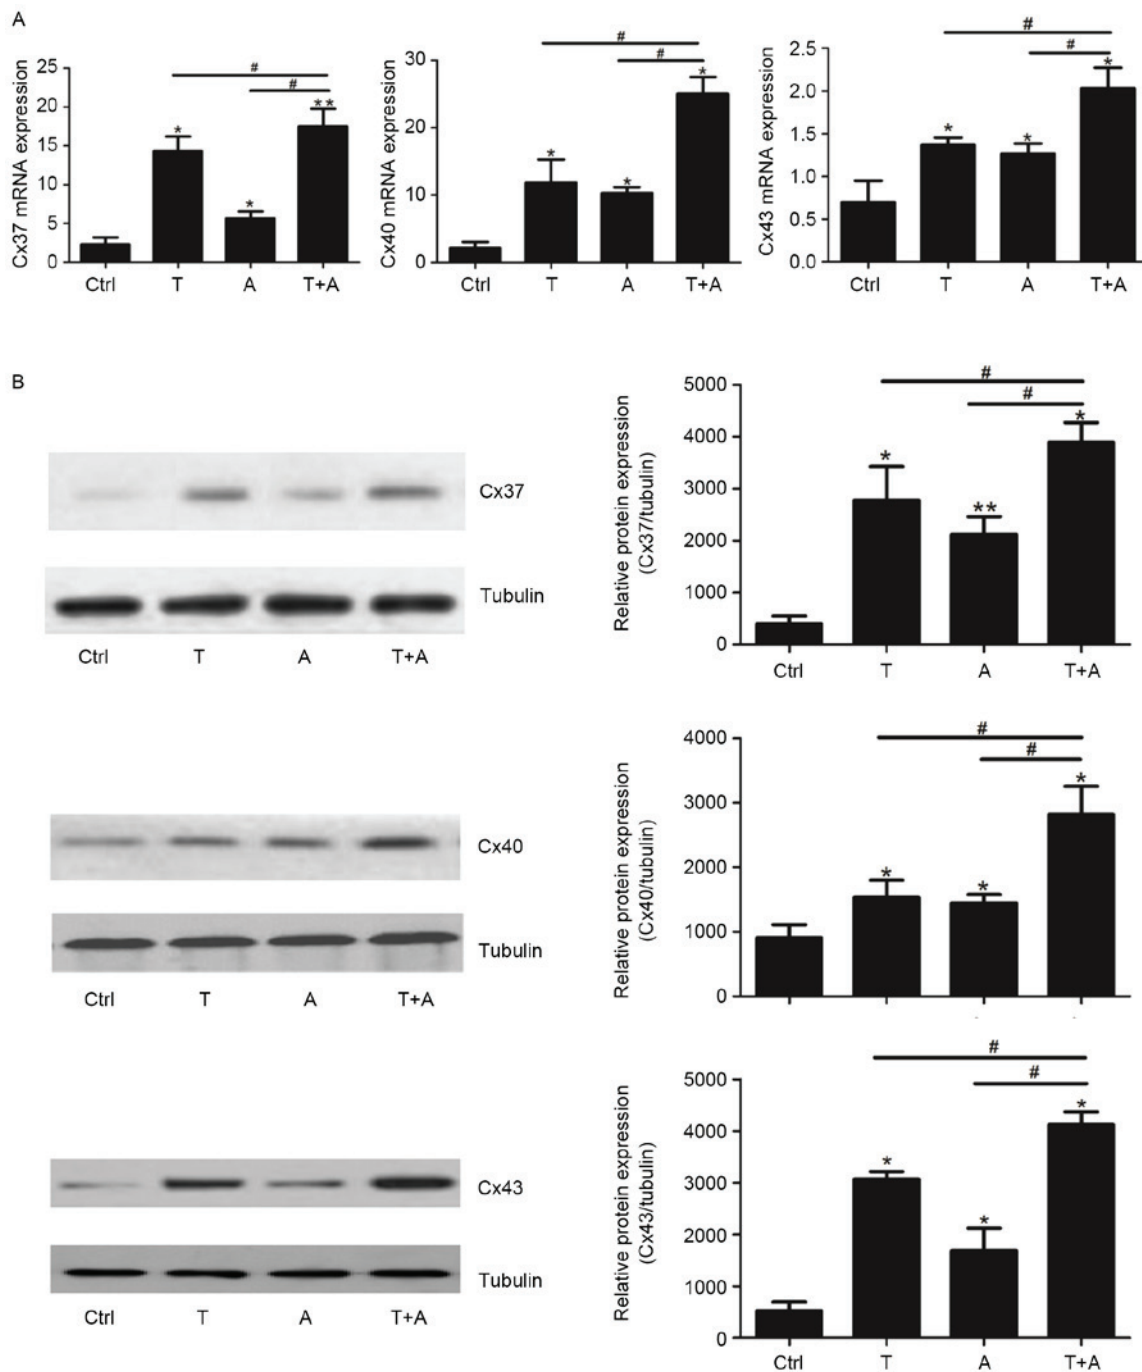 A
Cx37 mRNA expression
25
20
15
10
5
0
#
#
*
*
**
Ctrl T A T+A
Cx40 mRNA expression
30
20
10
0
#
#
*
*
*
Ctrl T A T+A
Cx43 mRNA expression
2.5
2.0
1.6
1.0
0.5
0.0
#
#
*
*
*
Ctrl T A T+A
B
Cx37
Tubulin
Ctrl T A T+A
Relative protein expression
(Cx37/tubulin)
5000
4000
3000
2000
1000
0
#
#
*
**
*
Ctrl T A T+A
Cx40
Tubulin
Ctrl T A T+A
Relative protein expression
(Cx40/tubulin)
4000
3000
2000
1000
0
#
#
*
*
*
Cx43
Tubulin
Ctrl T A T+A
Relative protein expression
(Cx43/tubulin)
5000
4000
3000
2000
1000
0
#
#
*
*
*
Ctrl T A T+A